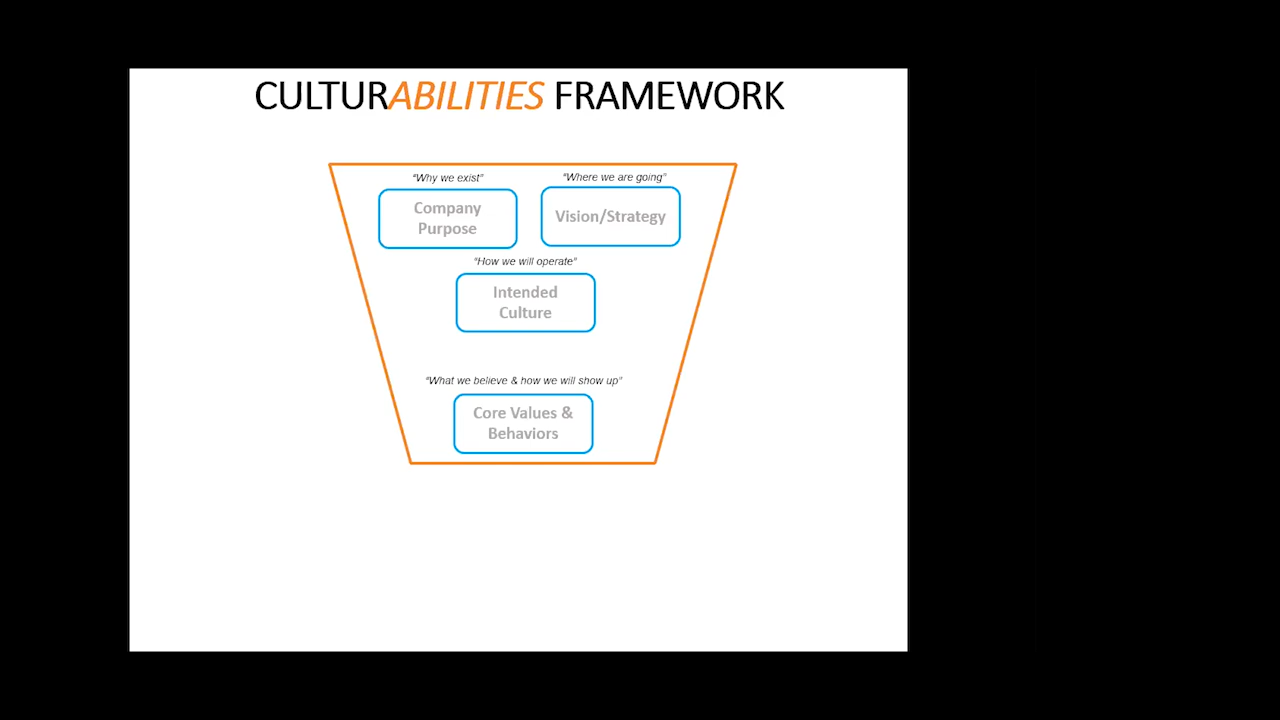 CULTURABILITIES FRAMEWORK
“Why we exist”
“Where we are going”
Company
Purpose
Vision/Strategy
“How we will operate”
Intended
Culture
“What we believe & how we will show up”
Core Values &
Behaviors